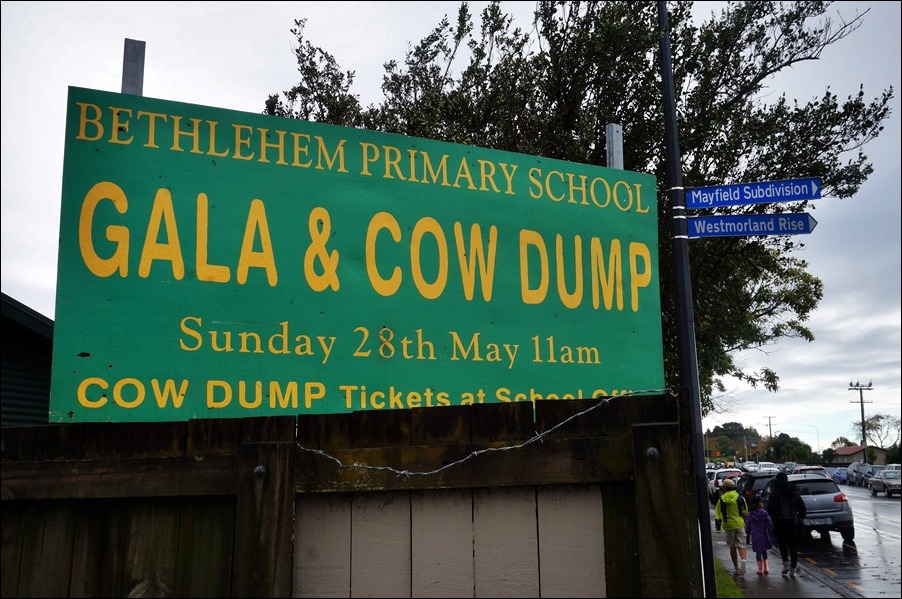 BETHLEHEM PRIMARY SCHOOL
GALA & COW DUMP
Sunday 28th May 11am
COW DUMP Tickets at School Offi
Mayfield Subdivision
Westmorland Rise